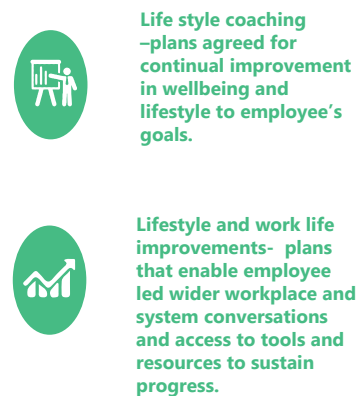 Life style coaching
–plans agreed for
continual improvement
in wellbeing and
lifestyle to employee’s
goals.
Lifestyle and work life
improvements-  plans
that enable employee
led wider workplace and
system conversations
and access to tools and
resources to sustain
progress.